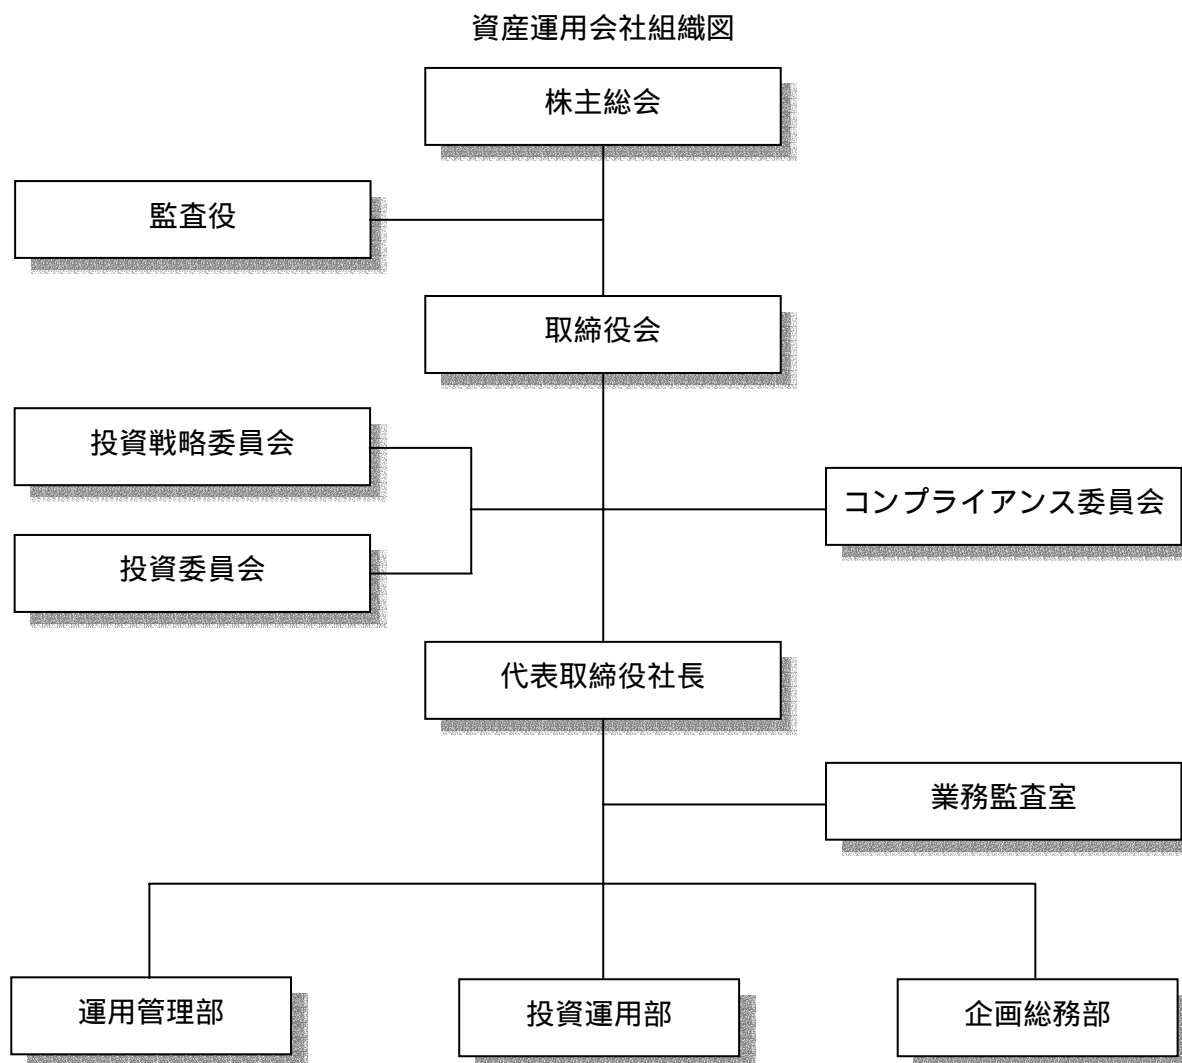 資産運用会社組織図
株主総会
監査役
取締役会
投資戦略委員会
コンプライアンス委員会
投資委員会
代表取締役社長
業務監査室
運用管理部
投資運用部
企画総務部